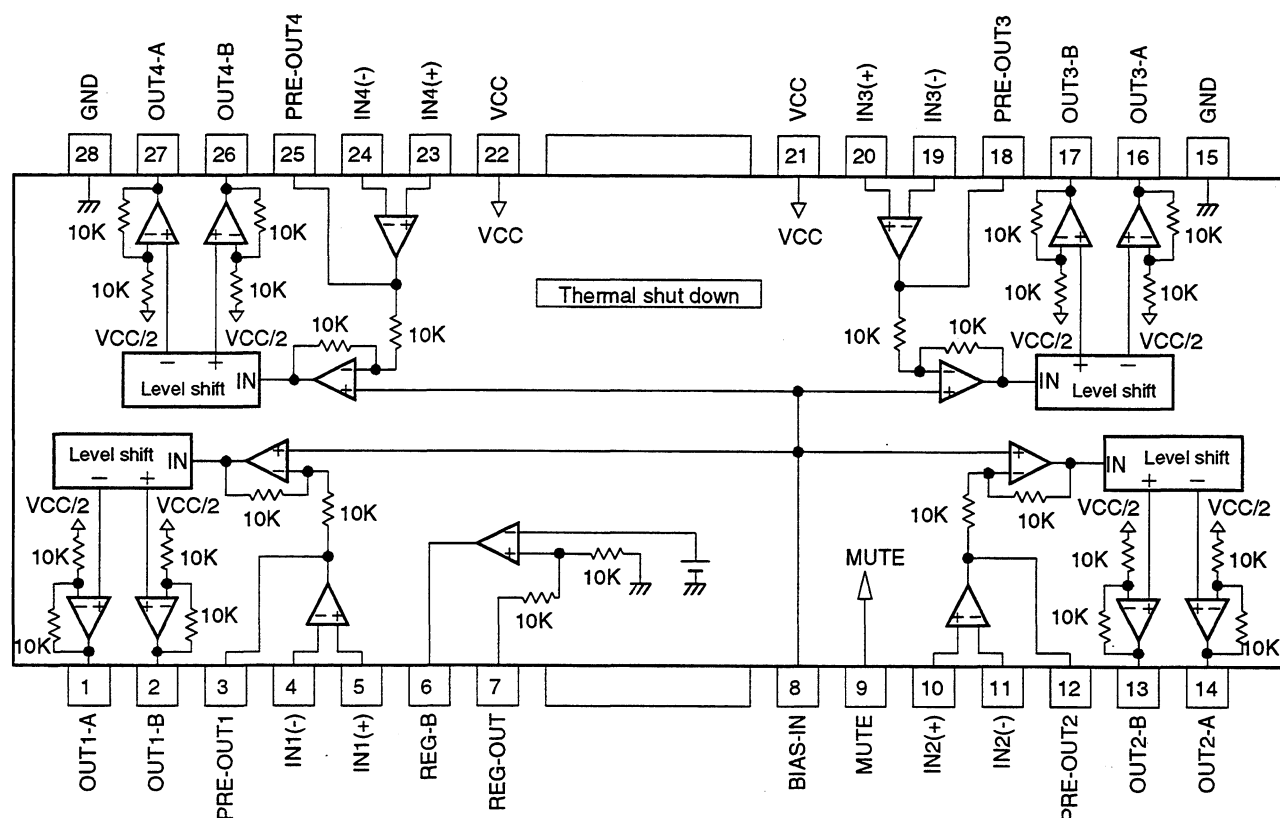 GND OUT4-A OUT4-B PRE-OUT4 IN4(-) IN4(+) VCC VCC IN3(+) IN3(-) PRE-OUT3 OUT3-B OUT3-A GND
28 27 26 25 24 23 22 21 20 19 18 17 16 15
10K 10K - + VCC VCC - + 10K 10K
10K 10K Thermal shut down 10K 10K
VCC/2 VCC/2 10K 10K 10K 10K VCC/2 VCC/2
- + - + - + + -
Level shift IN IN Level shift
Level shift IN + - + - IN Level shift
- + + -
VCC/2 VCC/2 10K 10K 10K 10K VCC/2 VCC/2
10K 10K - + 10K MUTE 10K 10K
- + - + 10K - + 10K - + - + 10K - + 10K
10K
1 2 3 4 5 6 7 8 9 10 11 12 13 14
OUT1-A OUT1-B PRE-OUT1 IN1(-) IN1(+) REG-B REG-OUT BIAS-IN MUTE IN2(+) IN2(-) PRE-OUT2 OUT2-B OUT2-A